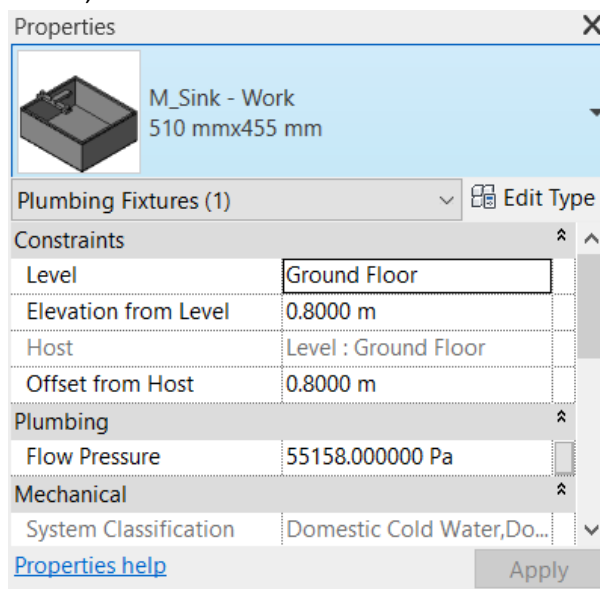 Properties
M_Sink - Work
510 mmx455 mm
Plumbing Fixtures (1)
Edit Type
Constraints
Level Ground Floor
Elevation from Level 0.8000 m
Host Level : Ground Floor
Offset from Host 0.8000 m
Plumbing
Flow Pressure 55158.000000 Pa
Mechanical
System Classification Domestic Cold Water,Do...
Properties help
Apply